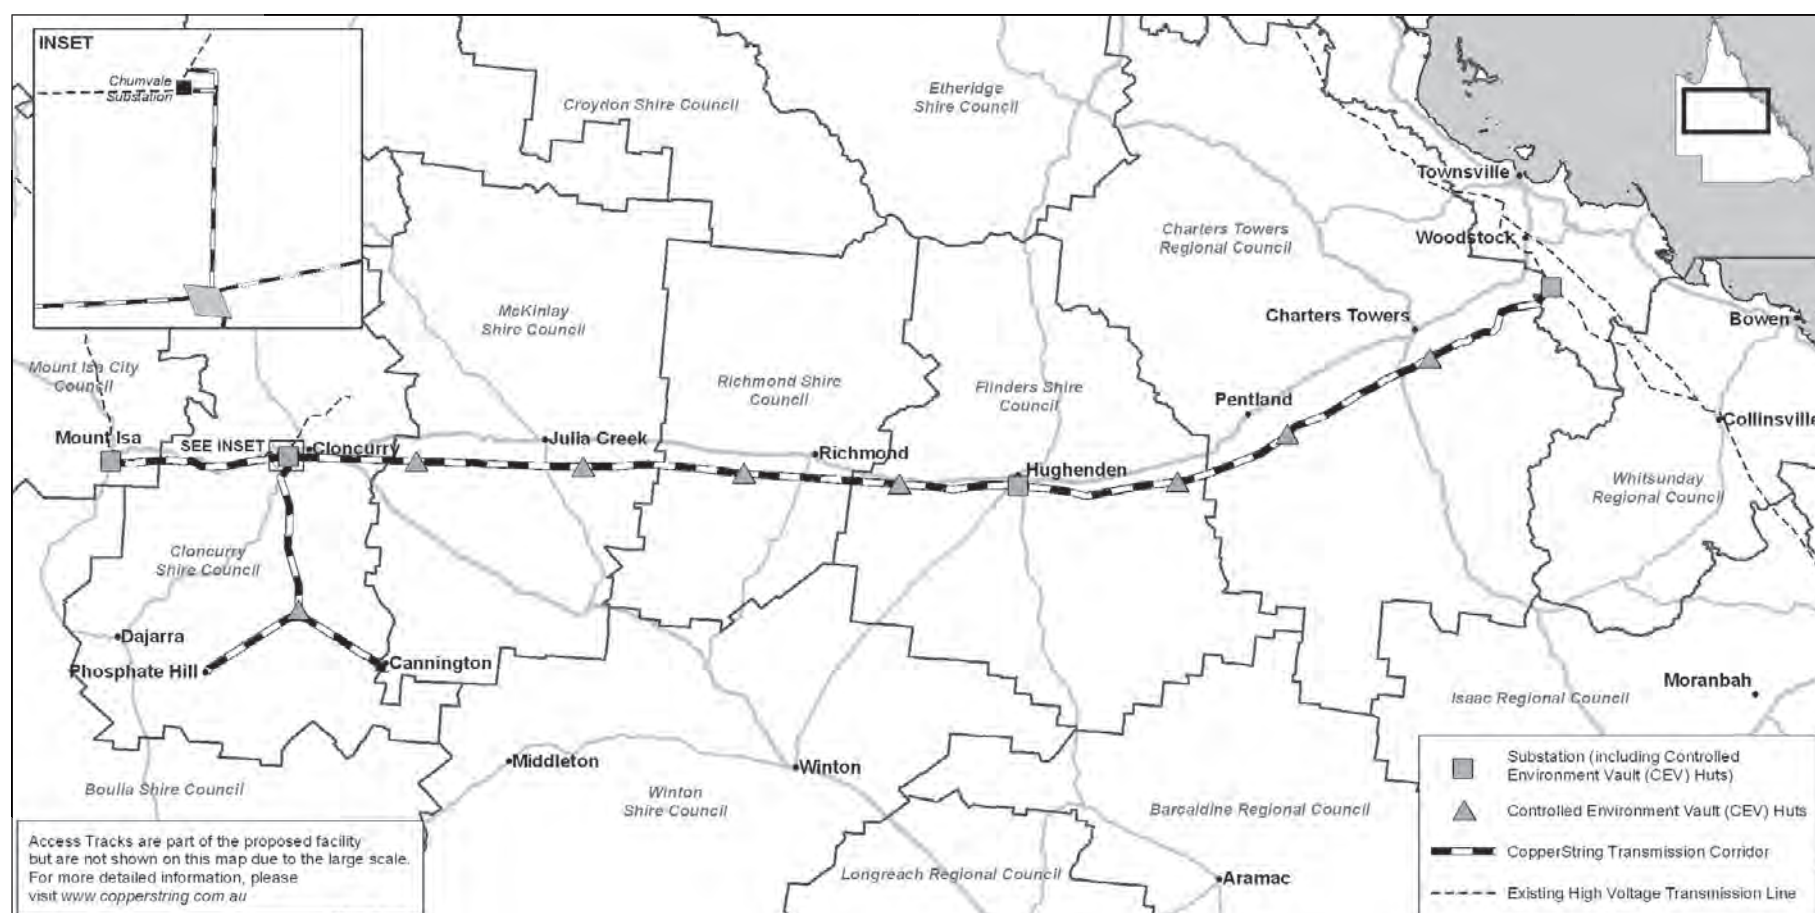 INSET
Chumvale
Substation
Croydon Shire Council
Etheridge
Shire Council
Townsville
Charters Towers
Regional Council
Woodstock
McKinlay
Shire Council
Charters Towers
Bowen
Mount Isa City
Council
Richmond Shire
Council
Flinders Shire
Council
Pentland
Collinsville
Mount Isa
SEE INSET
Cloncurry
Julia Creek
Richmond
Hughenden
Whitsunday
Regional Council
Cloncurry
Shire Council
Dajarra
Phosphate Hill
Cannington
Isaac Regional Council
Moranbah
Middleton
Winton
Boulia Shire Council
Winton
Shire Council
Barcaldine Regional Council
Longreach Regional Council
Aramac
Access Tracks are part of the proposed facility
but are not shown on this map due to the large scale.
For more detailed information, please
visit www.copperstring.com.au
Substation (including Controlled
Environment Vault (CEV) Huts)
Controlled Environment Vault (CEV) Huts
CopperString Transmission Corridor
Existing High Voltage Transmission Line